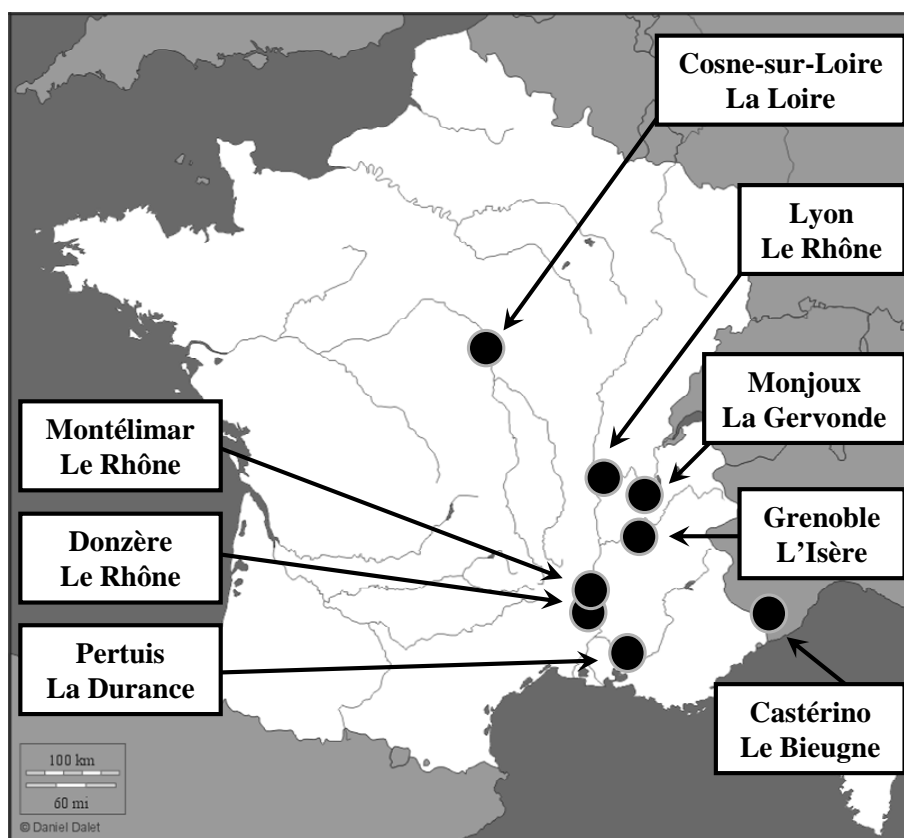 Cosne-sur-Loire
La Loire
Lyon
Le Rhône
Monjoux
La Gervonde
Montélimar
Le Rhône
Grenoble
L'Isère
Donzère
Le Rhône
Pertuis
La Durance
Castérino
Le Bieugne
100 km
60 mi
© Daniel Dalet